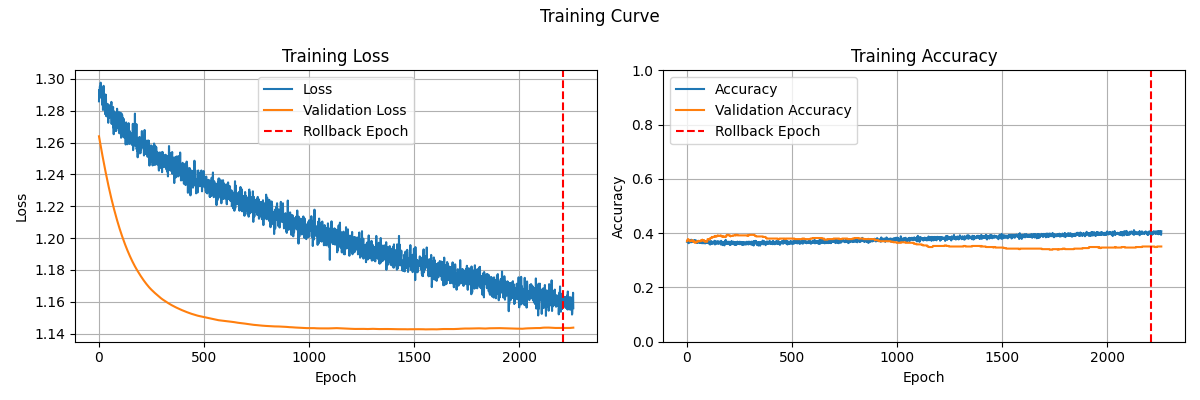 Training Curve
Training Loss
1.30
1.28
1.26
1.24
1.22
1.20
1.18
1.16
1.14
Loss
Loss
Validation Loss
Rollback Epoch
0
500
1000
1500
2000
Epoch
Training Accuracy
1.0
0.8
0.6
0.4
0.2
0.0
Accuracy
Accuracy
Validation Accuracy
Rollback Epoch
0
500
1000
1500
2000
Epoch